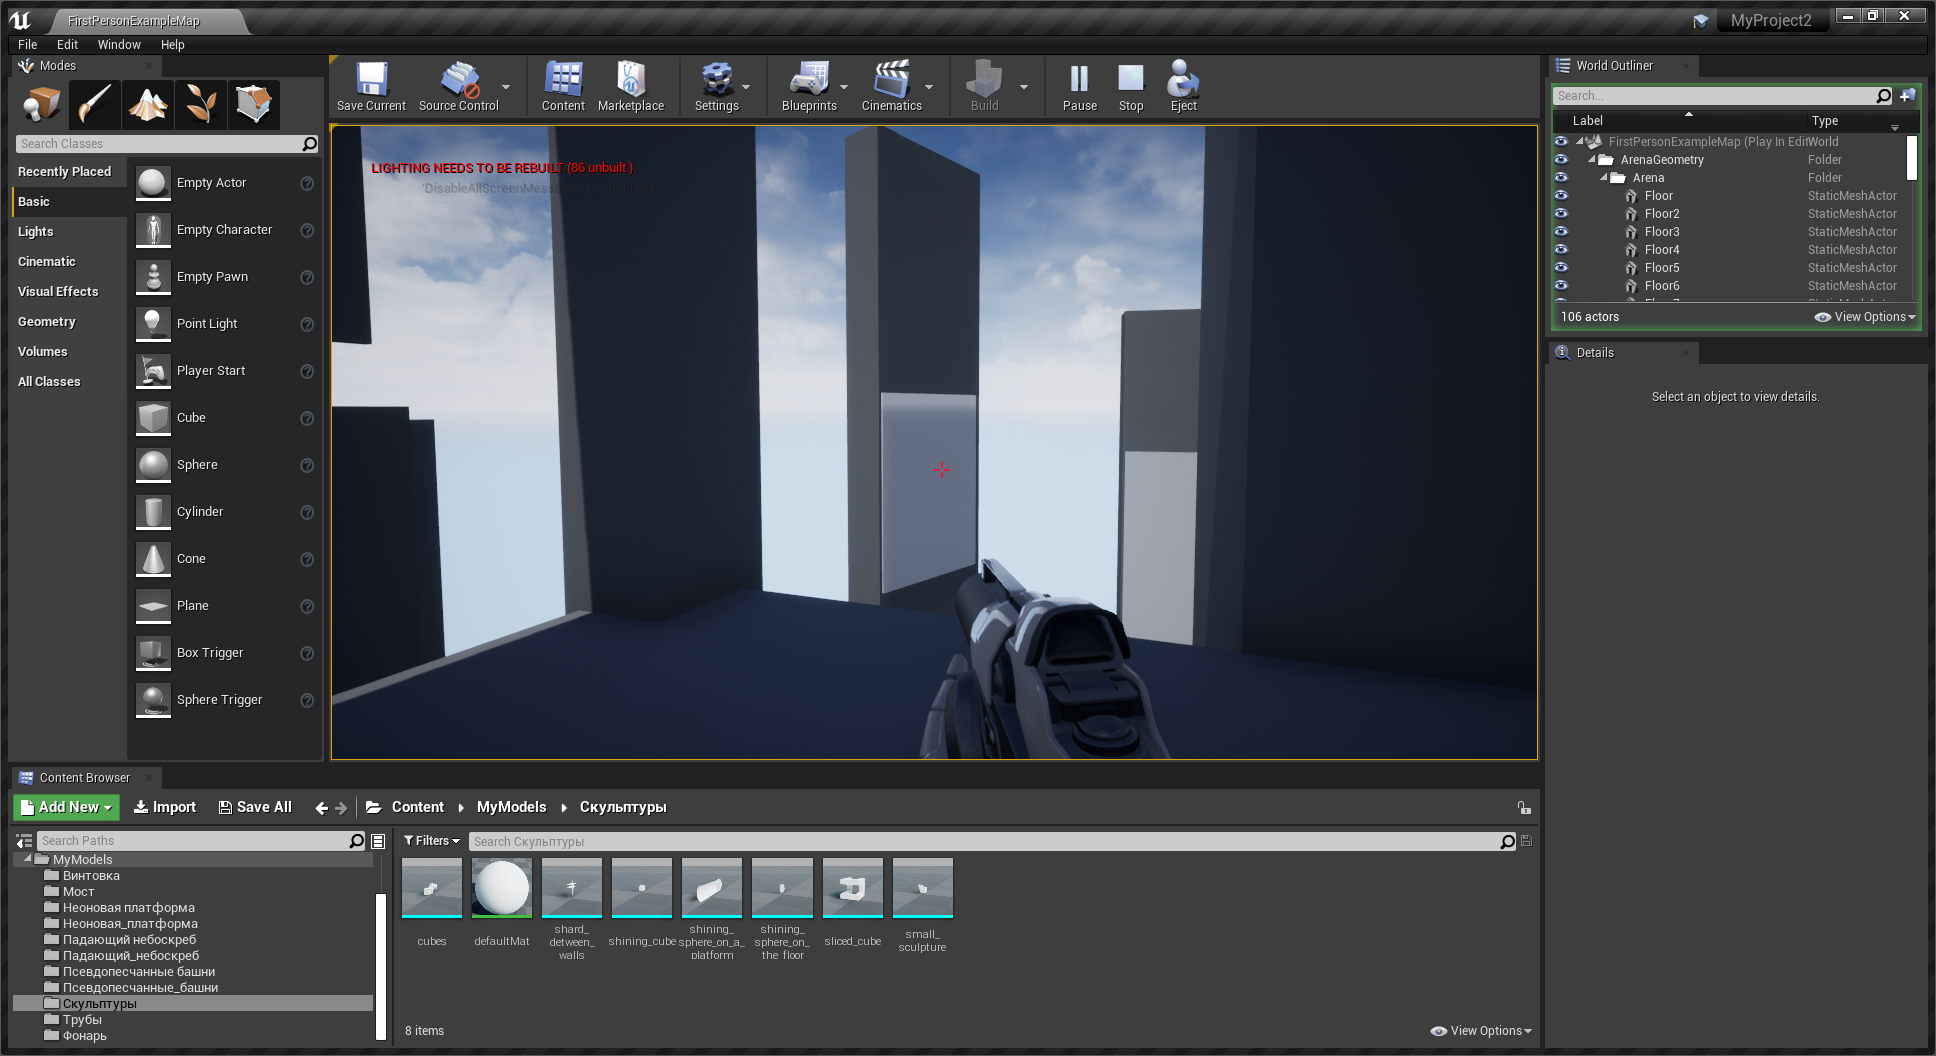 FirstPersonExampleMap
MyProject2
File Edit Window Help
Modes
Search Classes
Recently Placed
Basic
Lights
Cinematic
Visual Effects
Geometry
Volumes
All Classes
Empty Actor
Empty Character
Empty Pawn
Point Light
Player Start
Cube
Sphere
Cylinder
Cone
Plane
Box Trigger
Sphere Trigger
Save Current Source Control Content Marketplace Settings Blueprints Cinematics Build Pause Stop Eject
LIGHTING NEEDS TO BE REBUILT (86 unbuilt)
'DisableAllScreenMessages' to suppress
World Outliner
Search...
Label Type
FirstPersonExampleMap (Play In Edit World
ArenaGeometry Folder
Arena Folder
Floor StaticMeshActor
Floor2 StaticMeshActor
Floor3 StaticMeshActor
Floor4 StaticMeshActor
Floor5 StaticMeshActor
Floor6 StaticMeshActor
106 actors View Options
Details
Select an object to view details.
Content Browser
Add New Import Save All Content MyModels Скульптуры
Search Paths
MyModels
Винтовка
Мост
Неоновая платформа
Неоновая_платформа
Падающий небоскреб
Падающий_небоскреб
Псевдопесчанные башни
Псевдопесчанные_башни
Скульптуры
Трубы
Фонарь
Filters Search Скульптуры
cubes
defaultMat
shard_
detween_
walls
shining_cube
shining_
sphere_on_a_
platform
shining_
sphere_on_
the_floor
sliced_cube
small_
sculpture
8 items View Options